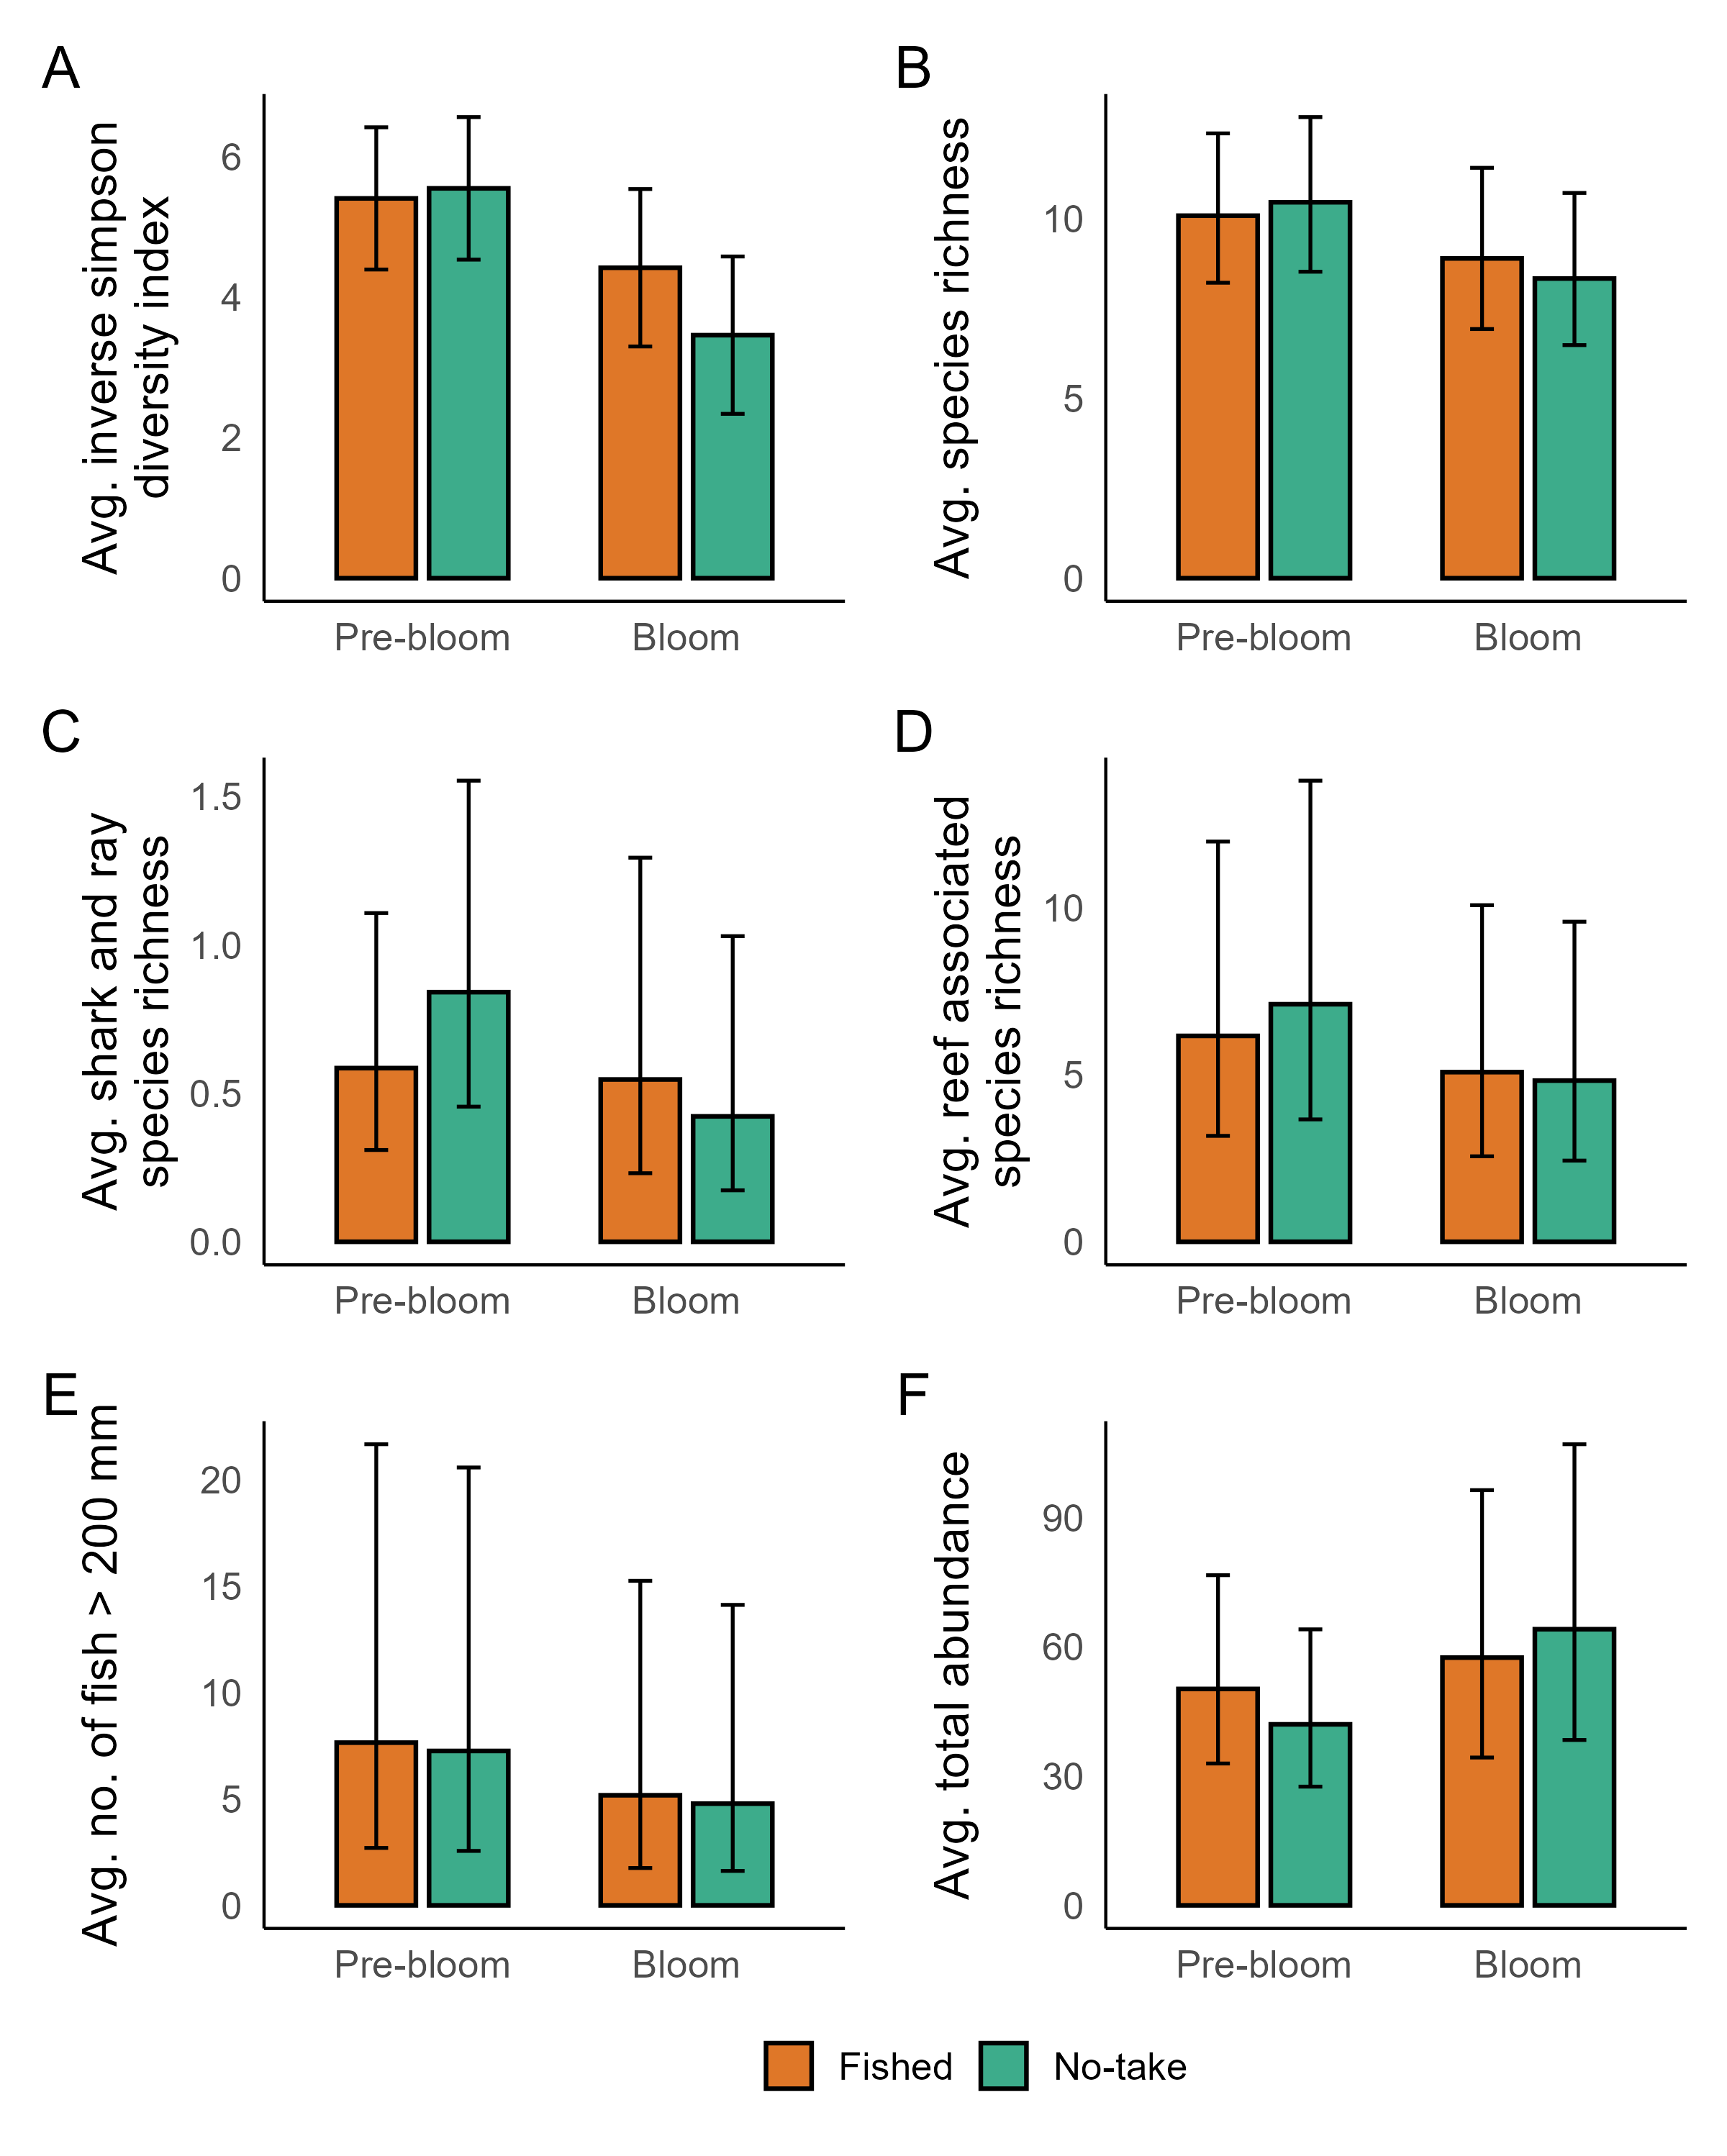 A
Avg. inverse simpson
diversity index
6
4
2
0
Pre-bloom
Bloom
B
Avg. species richness
10
5
0
Pre-bloom
Bloom
C
Avg. shark and ray
species richness
1.5
1.0
0.5
0.0
Pre-bloom
Bloom
D
Avg. reef associated
species richness
10
5
0
Pre-bloom
Bloom
E
Avg. no. of fish > 200 mm
20
15
10
5
0
Pre-bloom
Bloom
F
Avg. total abundance
90
60
30
0
Pre-bloom
Bloom
Fished
No-take